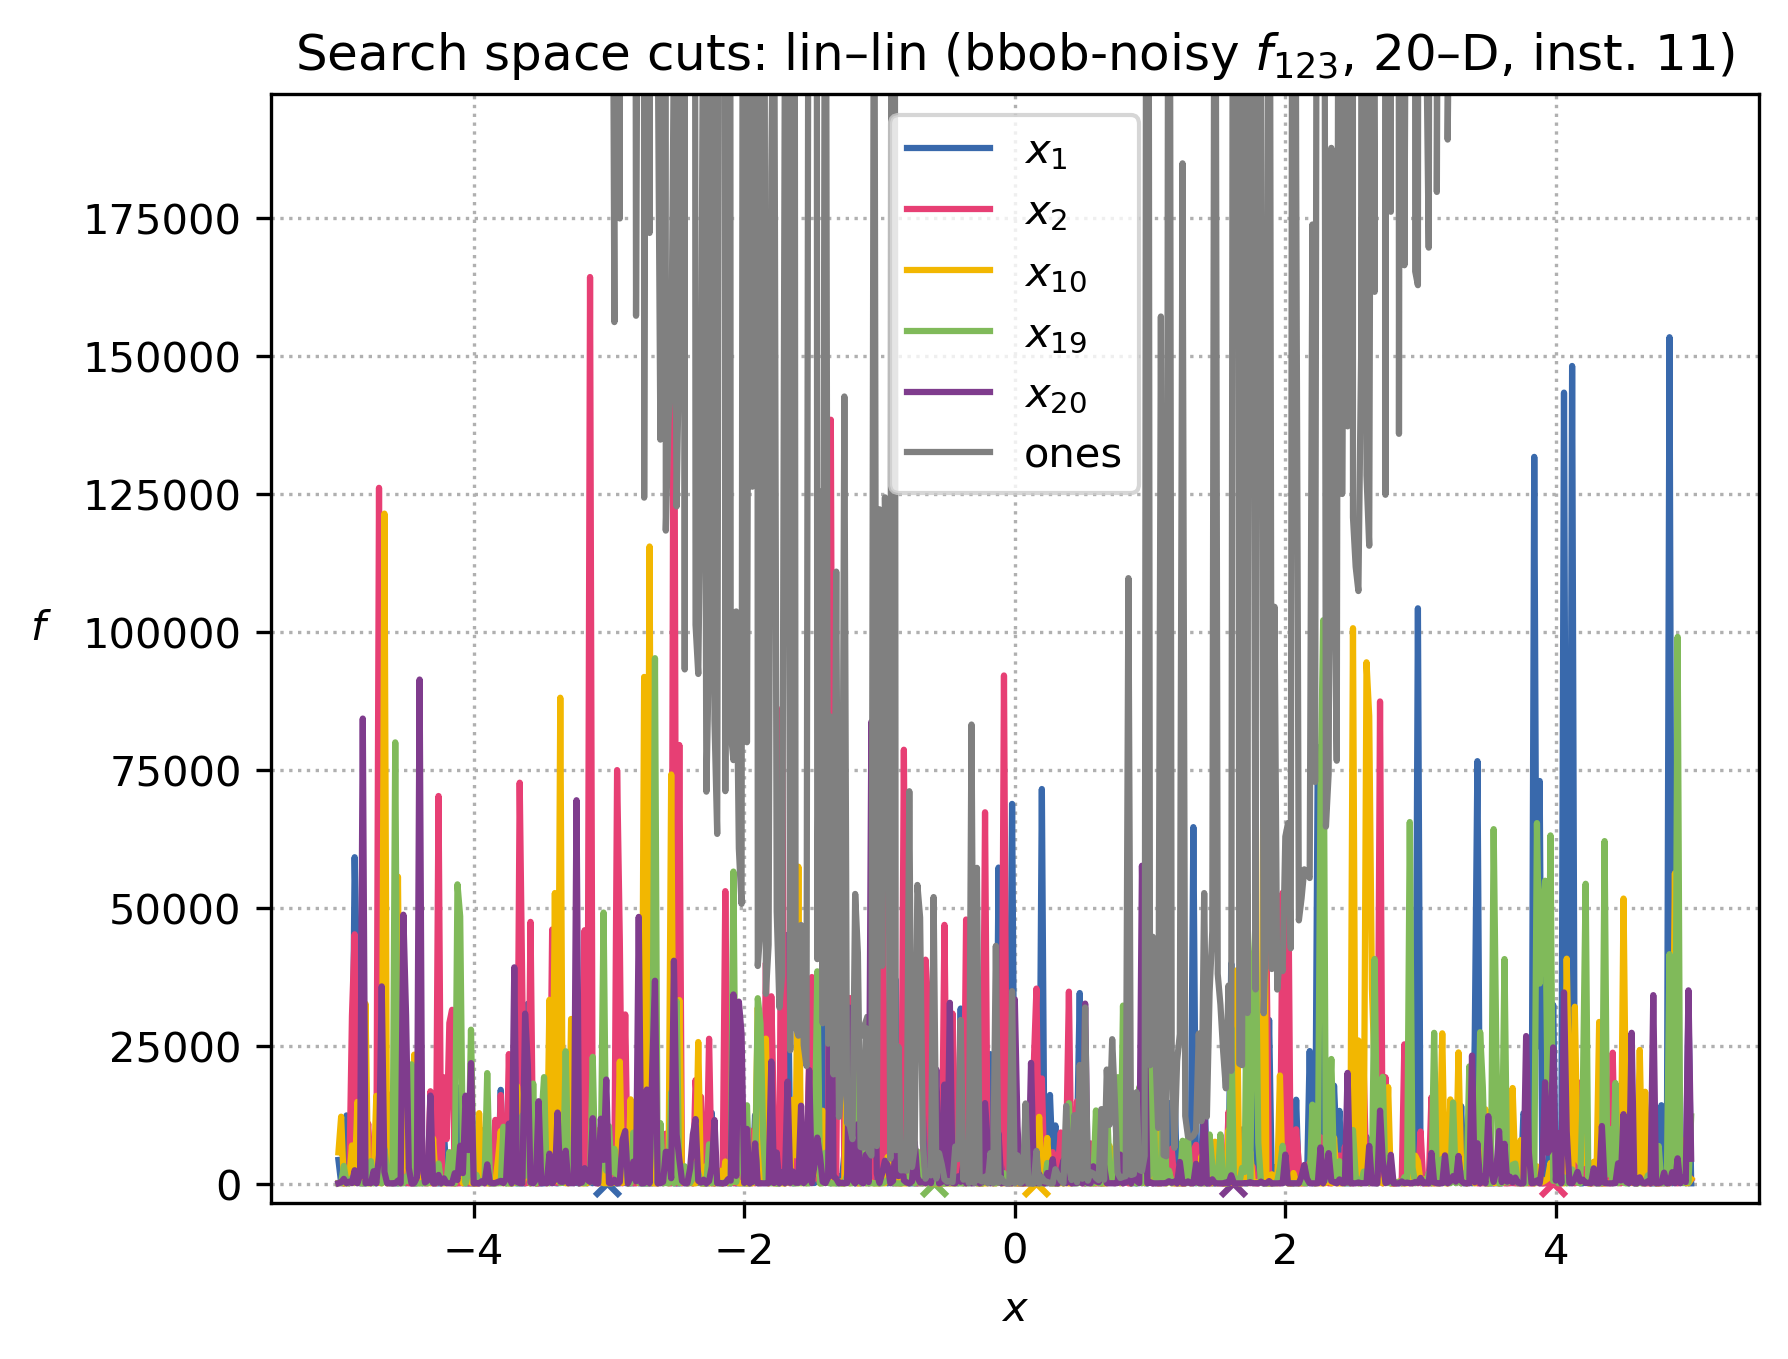 Search space cuts: lin–lin (bbob-noisy f₁₂₃, 20–D, inst. 11)
x₁
x₂
x₁₀
x₁₉
x₂₀
ones
175000
150000
125000
100000
75000
50000
25000
0
f
−4
−2
0
2
4
x